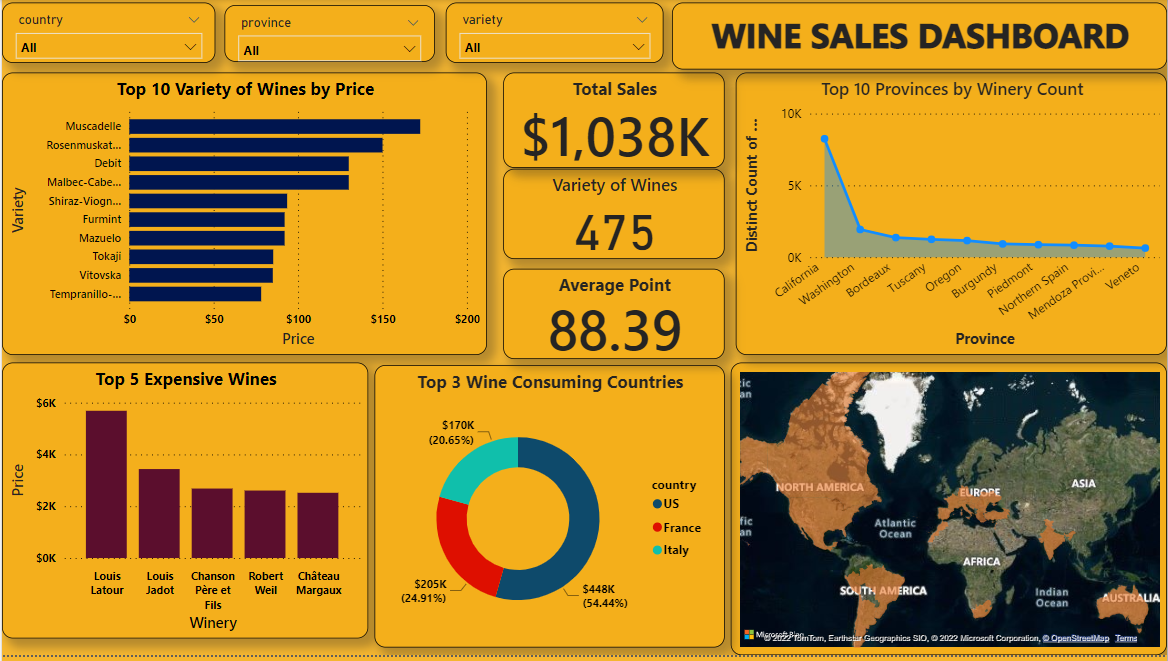 country
All
province
All
variety
All
WINE SALES DASHBOARD
Top 10 Variety of Wines by Price
Variety
Muscadelle
Rosenmuskat...
Debit
Malbec-Cabe...
Shiraz-Viogn...
Furmint
Mazuelo
Tokaji
Vitovska
Tempranillo-...
$0 $50 $100 $150 $200
Price
Total Sales
$1,038K
Variety of Wines
475
Average Point
88.39
Top 10 Provinces by Winery Count
Distinct Count of ...
10K
5K
0K
California
Washington
Bordeaux
Tuscany
Oregon
Burgundy
Piedmont
Northern Spain
Mendoza Provi...
Veneto
Province
Top 5 Expensive Wines
Price
$6K
$4K
$2K
$0K
Louis
Latour
Louis
Jadot
Chanson
Père et
Fils
Robert
Weil
Château
Margaux
Winery
Top 3 Wine Consuming Countries
$170K
(20.65%)
$205K
(24.91%)
$448K
(54.44%)
country
US
France
Italy
NORTH AMERICA
EUROPE
ASIA
Atlantic
Ocean
AFRICA
SOUTH AMERICA
Indian
Ocean
AUSTRALIA
Microsoft Bing
© 2022 TomTom, Earthstar Geographics SIO, © 2022 Microsoft Corporation, © OpenStreetMap Terms